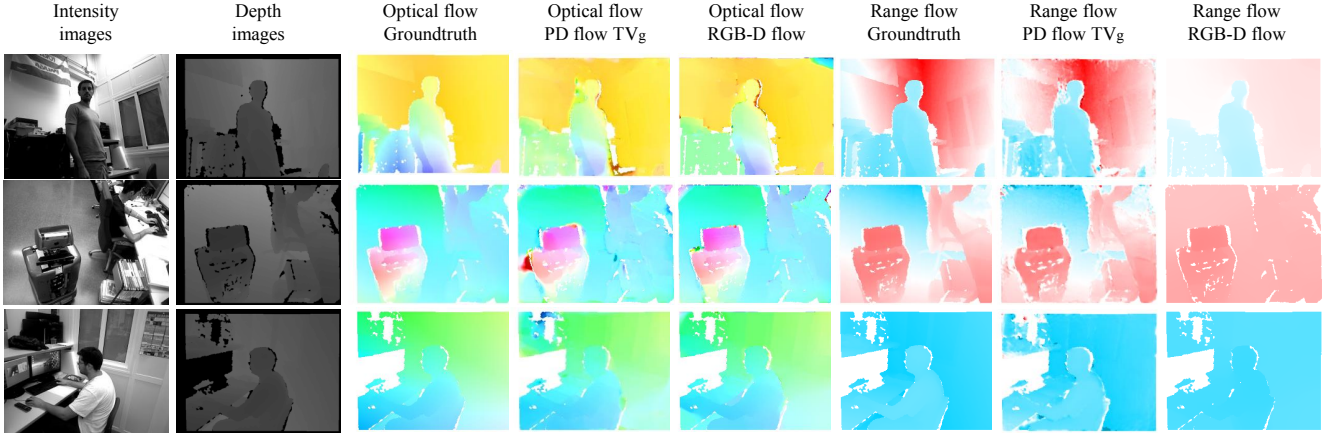 Intensity
images
Depth
images
Optical flow
Groundtruth
Optical flow
PD flow TVg
Optical flow
RGB-D flow
Range flow
Groundtruth
Range flow
PD flow TVg
Range flow
RGB-D flow